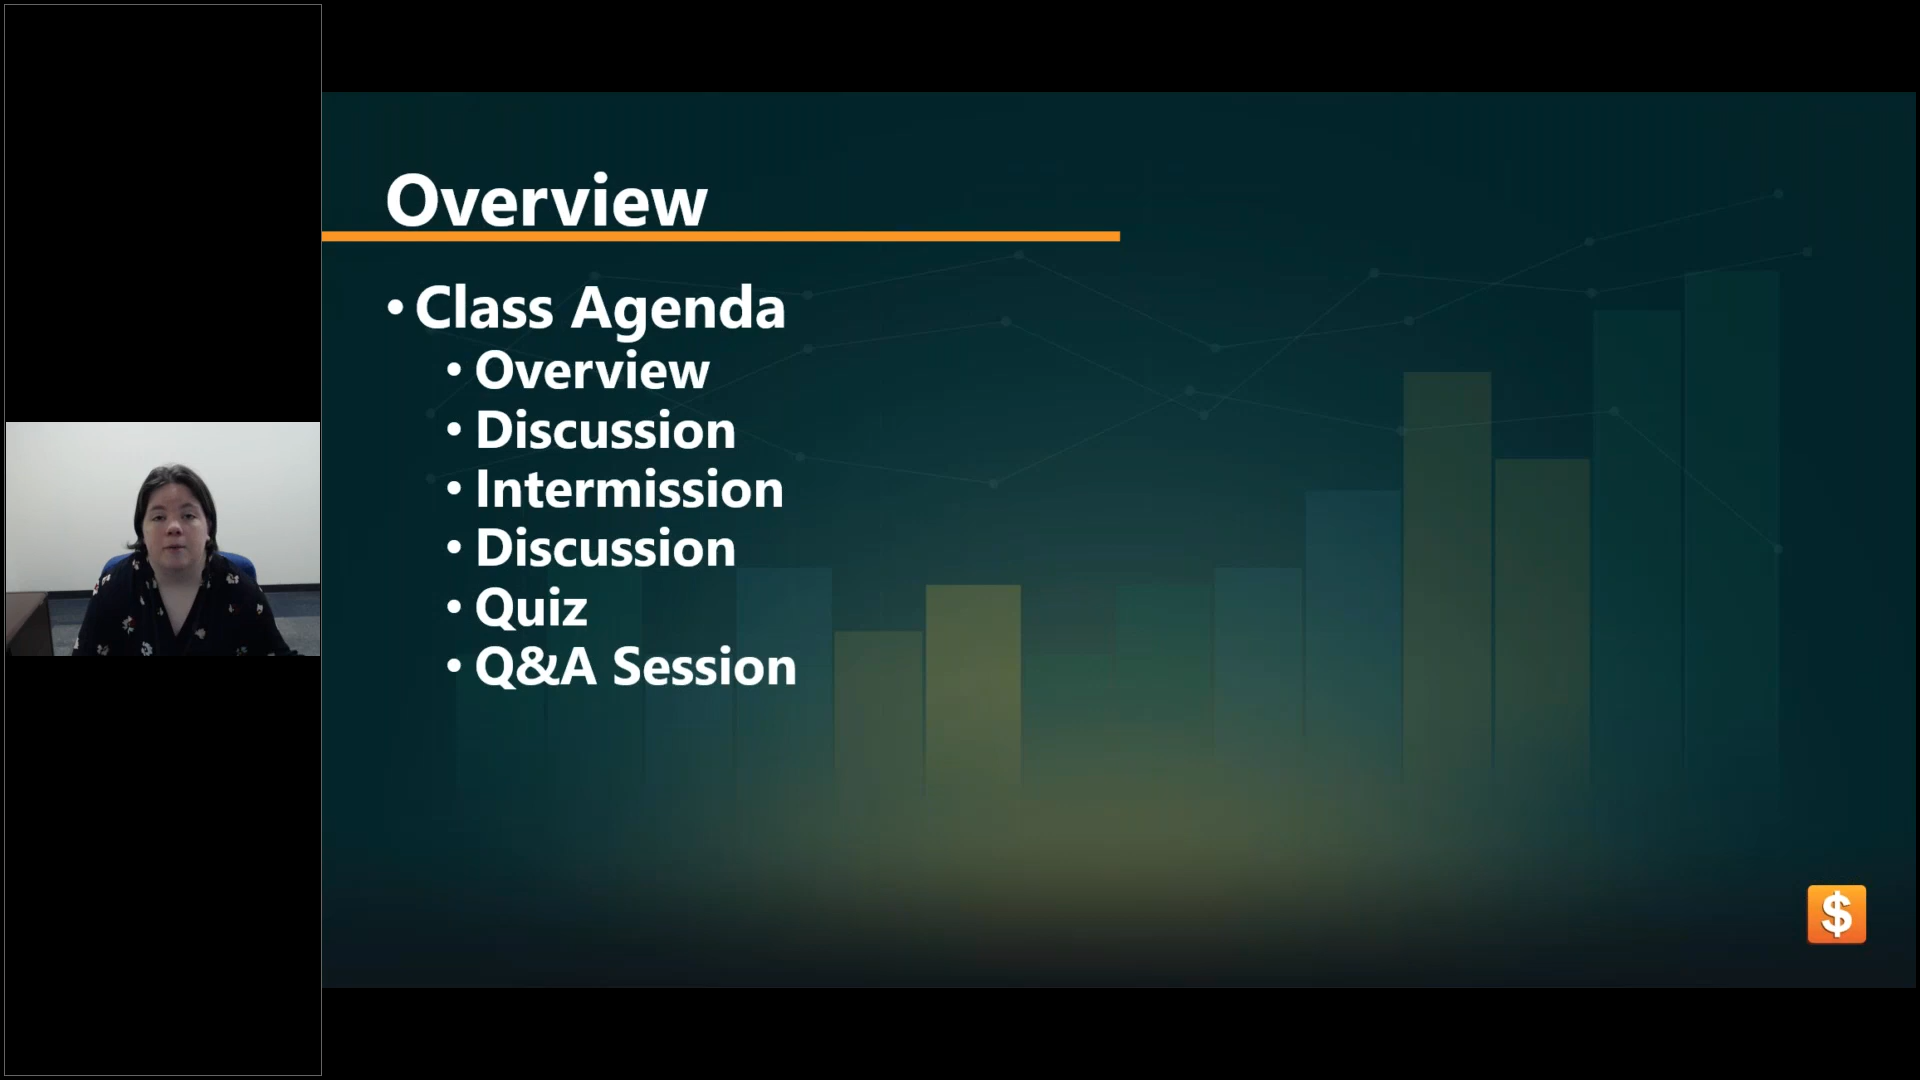 Overview
• Class Agenda
• Overview
• Discussion
• Intermission
• Discussion
• Quiz
• Q&A Session
$